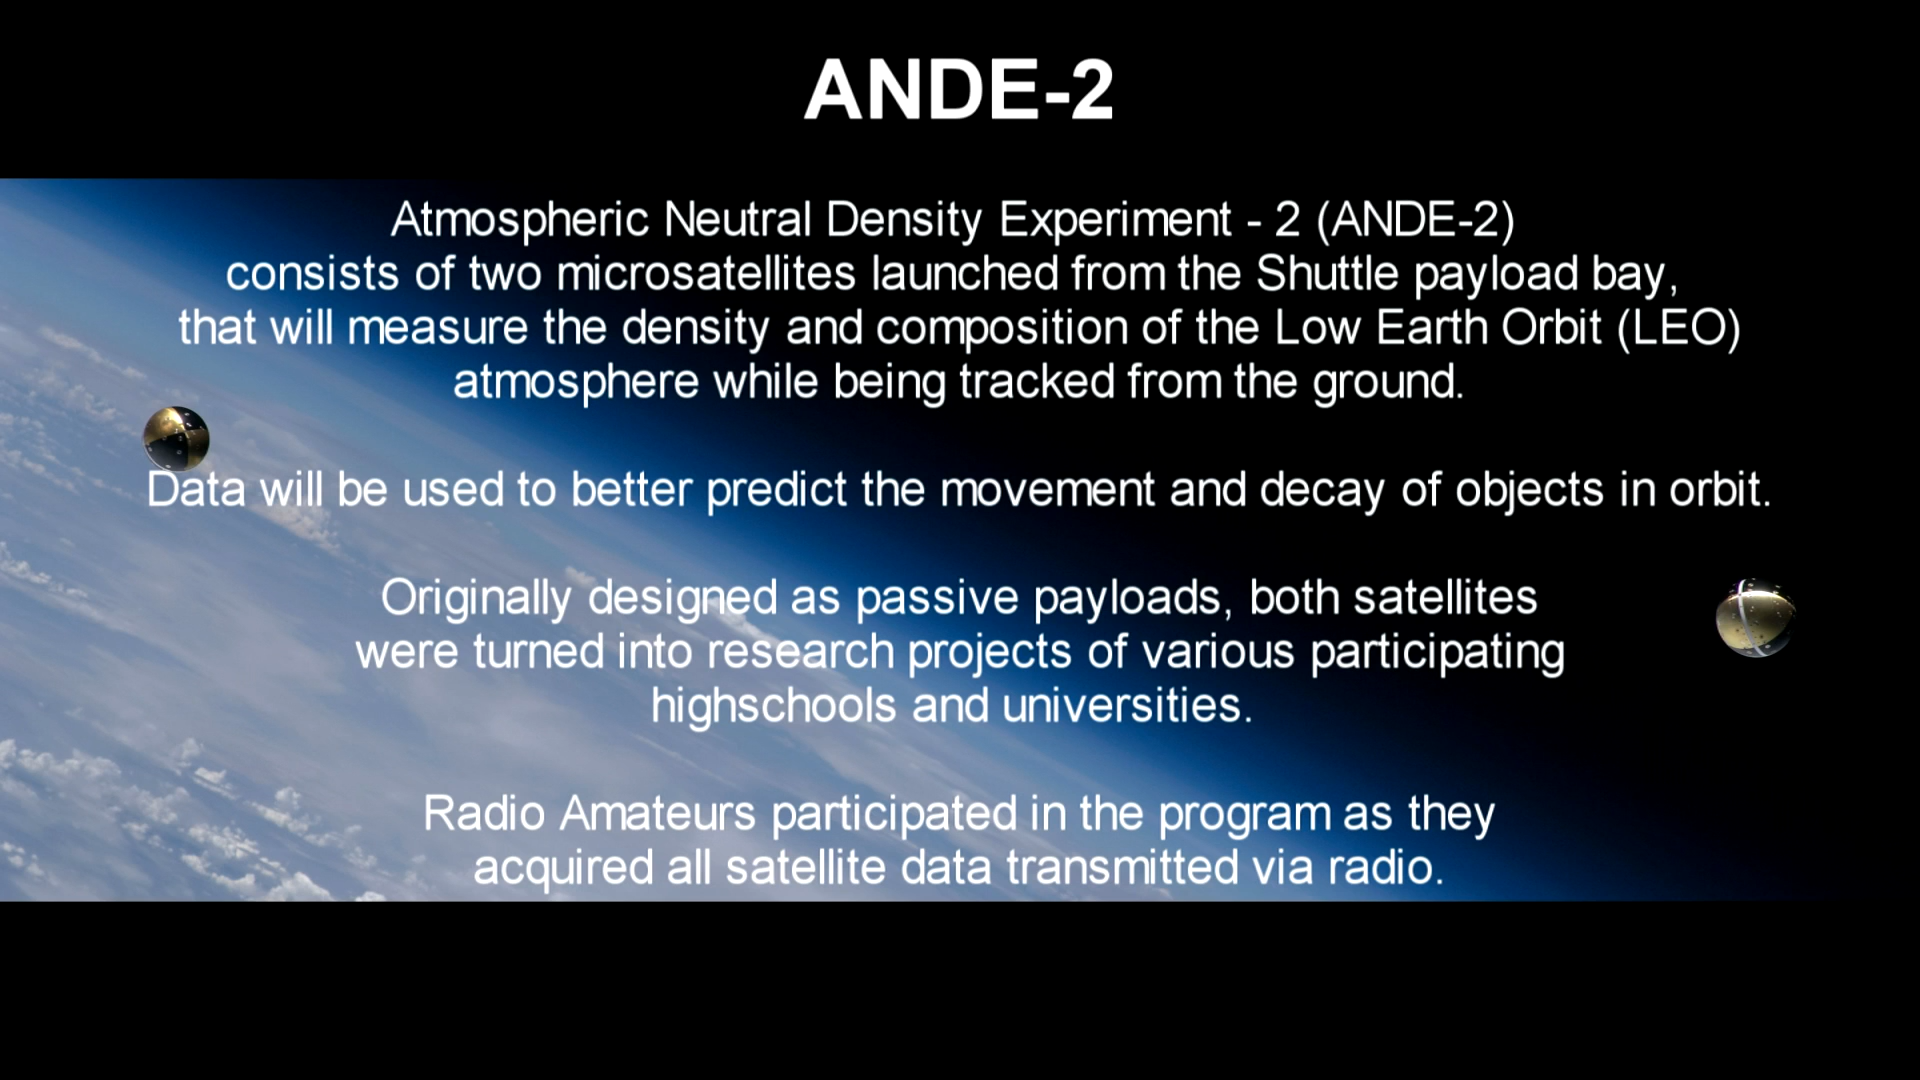 ANDE-2
Atmospheric Neutral Density Experiment - 2 (ANDE-2)
consists of two microsatellites launched from the Shuttle payload bay,
that will measure the density and composition of the Low Earth Orbit (LEO)
atmosphere while being tracked from the ground.
Data will be used to better predict the movement and decay of objects in orbit.
Originally designed as passive payloads, both satellites
were turned into research projects of various participating
highschools and universities.
Radio Amateurs participated in the program as they
acquired all satellite data transmitted via radio.